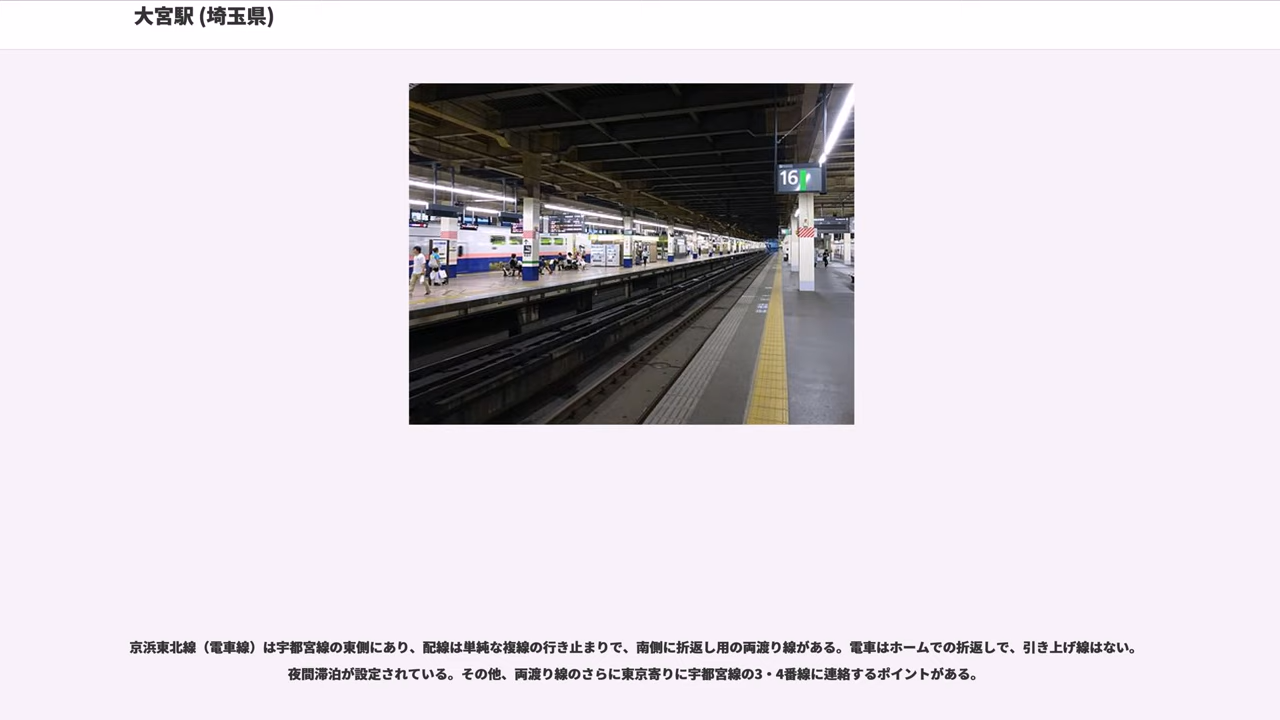 大宮駅 (埼玉県)
16
京浜東北線（電車線）は宇都宮線の東側にあり、配線は単純な複線の行き止まりで、南側に折返し用の両渡り線がある。電車はホームでの折返しで、引き上げ線はない。
夜間滞泊が設定されている。その他、両渡り線のさらに東京寄りに宇都宮線の3・4番線に連絡するポイントがある。